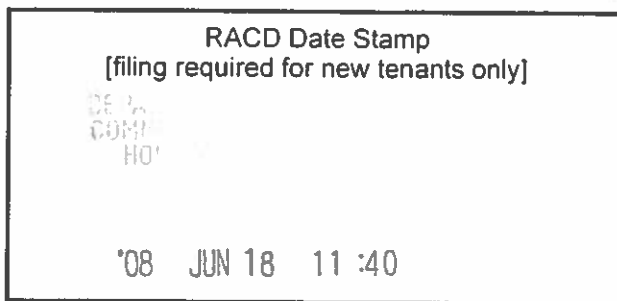 RACD Date Stamp
[filing required for new tenants only]
'08 JUN 18 11 :40